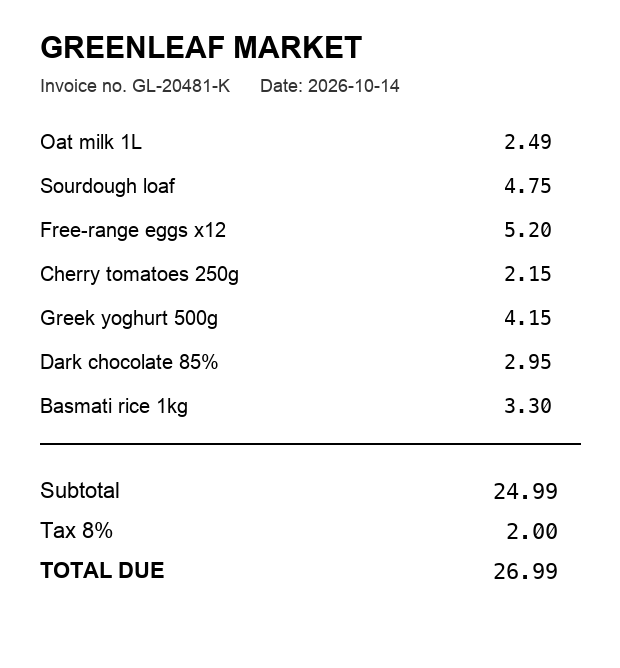 GREENLEAF MARKET
Invoice no. GL-20481-K Date: 2026-10-14
Oat milk 1L 2.49
Sourdough loaf 4.75
Free-range eggs x12 5.20
Cherry tomatoes 250g 2.15
Greek yoghurt 500g 4.15
Dark chocolate 85% 2.95
Basmati rice 1kg 3.30
Subtotal 24.99
Tax 8% 2.00
TOTAL DUE 26.99